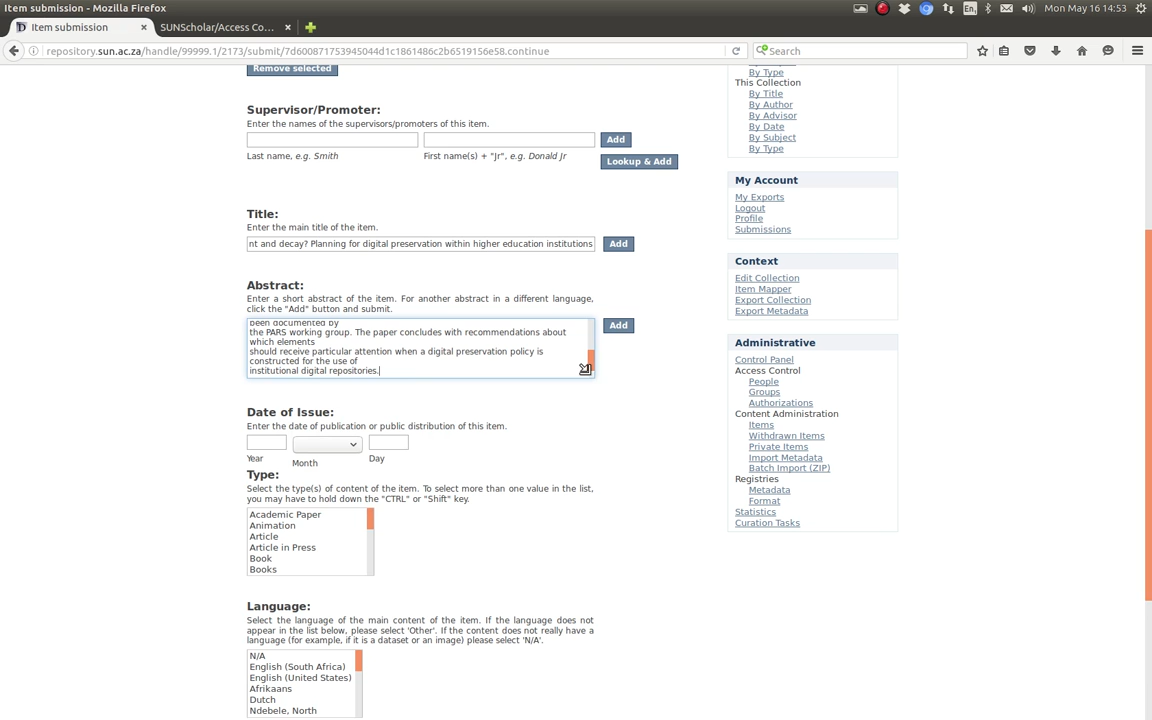 Item submission - Mozilla Firefox
En
Mon May 16 14:53
Item submission
SUNScholar/Access Co...
repository.sun.ac.za/handle/99999.1/2173/submit/7d600871753945044d1c1861486c2b6519156e58.continue
Search
Remove selected
Supervisor/Promoter:
Enter the names of the supervisors/promoters of this item.
Add
Last name, e.g. Smith
First name(s) + "Jr", e.g. Donald Jr
Lookup & Add
Title:
Enter the main title of the item.
nt and decay? Planning for digital preservation within higher education institutions
Add
Abstract:
Enter a short abstract of the item. For another abstract in a different language,
click the "Add" button and submit.
been documented by
the PARS working group. The paper concludes with recommendations about
which elements
should receive particular attention when a digital preservation policy is
constructed for the use of
institutional digital repositories.
Add
Date of Issue:
Enter the date of publication or public distribution of this item.
Year
Month
Day
Type:
Select the type(s) of content of the item. To select more than one value in the list,
you may have to hold down the "CTRL" or "Shift" key.
Academic Paper
Animation
Article
Article in Press
Book
Books
Language:
Select the language of the main content of the item. If the language does not
appear in the list below, please select 'Other'. If the content does not really have a
language (for example, if it is a dataset or an image) please select 'N/A'.
N/A
English (South Africa)
English (United States)
Afrikaans
Dutch
Ndebele, North
By Type
This Collection
By Title
By Author
By Advisor
By Date
By Subject
By Type
My Account
My Exports
Logout
Profile
Submissions
Context
Edit Collection
Item Mapper
Export Collection
Export Metadata
Administrative
Control Panel
Access Control
People
Groups
Authorizations
Content Administration
Items
Withdrawn Items
Private Items
Import Metadata
Batch Import (ZIP)
Registries
Metadata
Format
Statistics
Curation Tasks